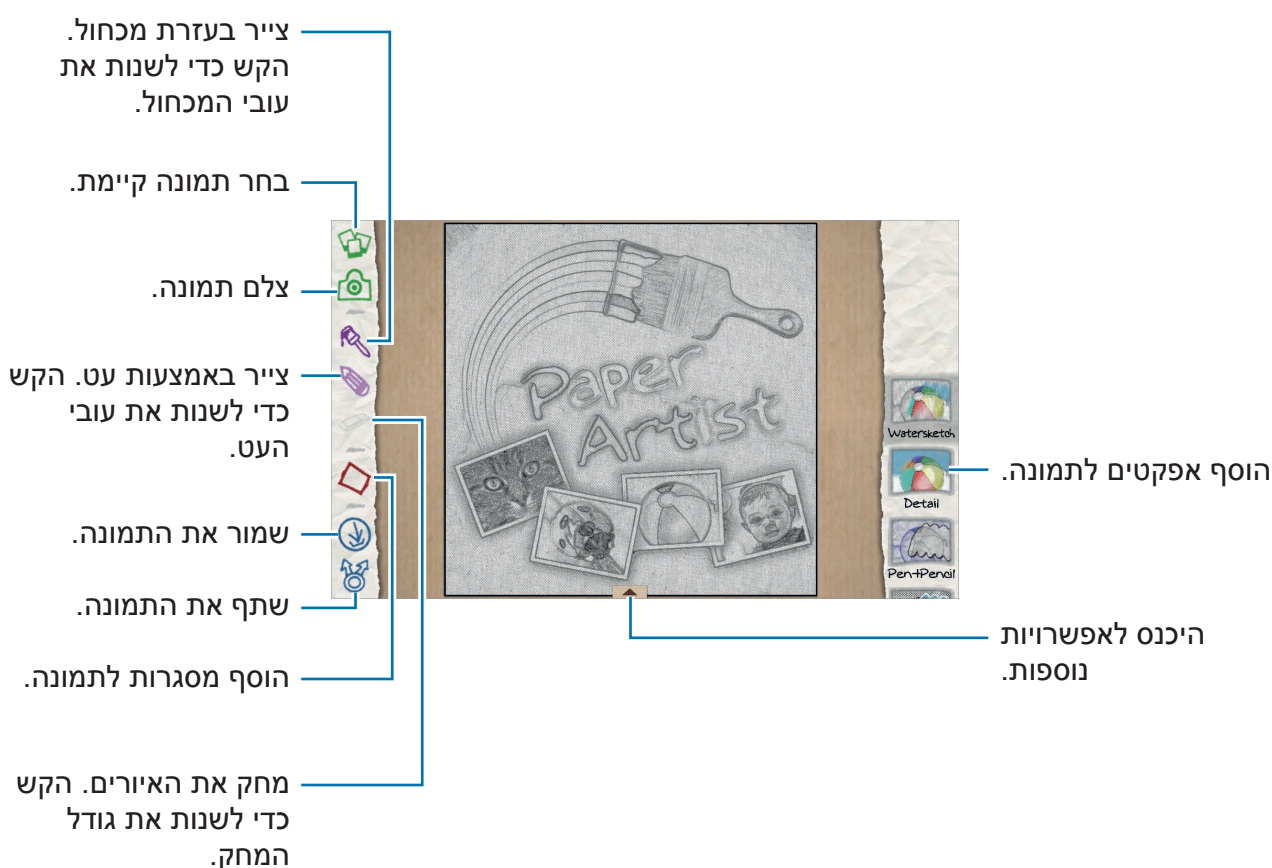 צייר בעזרת מכחול.
הקש כדי לשנות את
עובי המכחול.
בחר תמונה קיימת.
צלם תמונה.
צייר באמצעות עט. הקש
כדי לשנות את עובי
העט.
שמור את התמונה.
שתף את התמונה.
הוסף מסגרות לתמונה.
מחק את האיורים. הקש
כדי לשנות את גודל
המחק.
Paper
Artist
Watersketch
Detail
Pen+Pencil
הוסף אפקטים לתמונה.
היכנס לאפשרויות
נוספות.